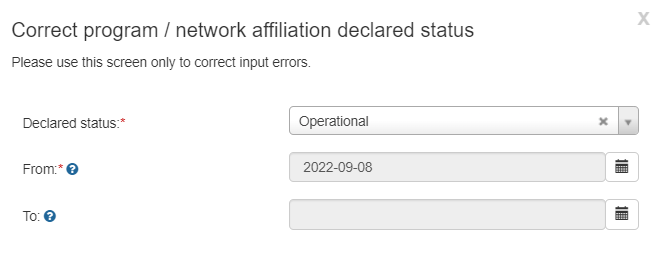 Correct program / network affiliation declared status
X
Please use this screen only to correct input errors.
Declared status:* Operational
From:* 2022-09-08
To: